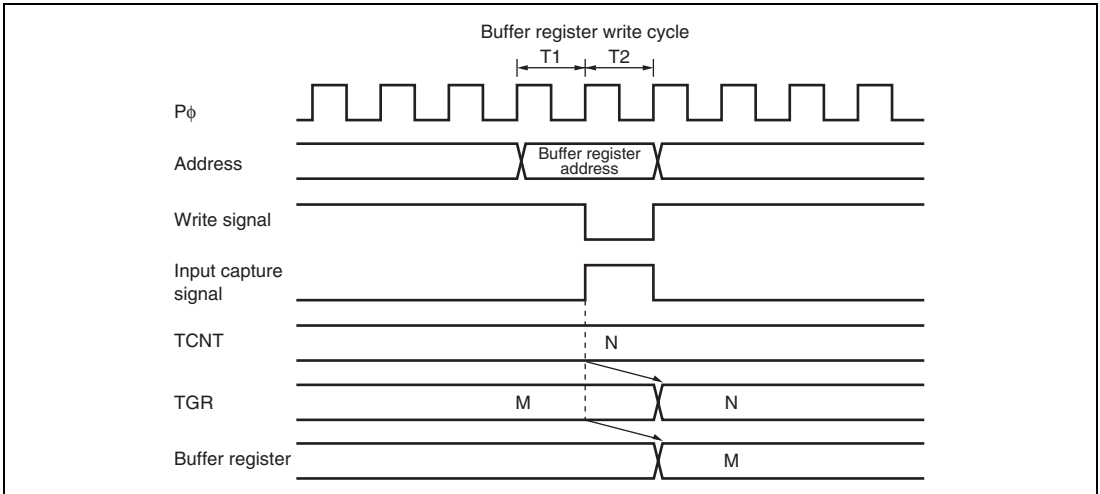 Buffer register write cycle
T1 T2
Pϕ
Address
Buffer register
address
Write signal
Input capture
signal
TCNT
N
TGR
M
N
Buffer register
M